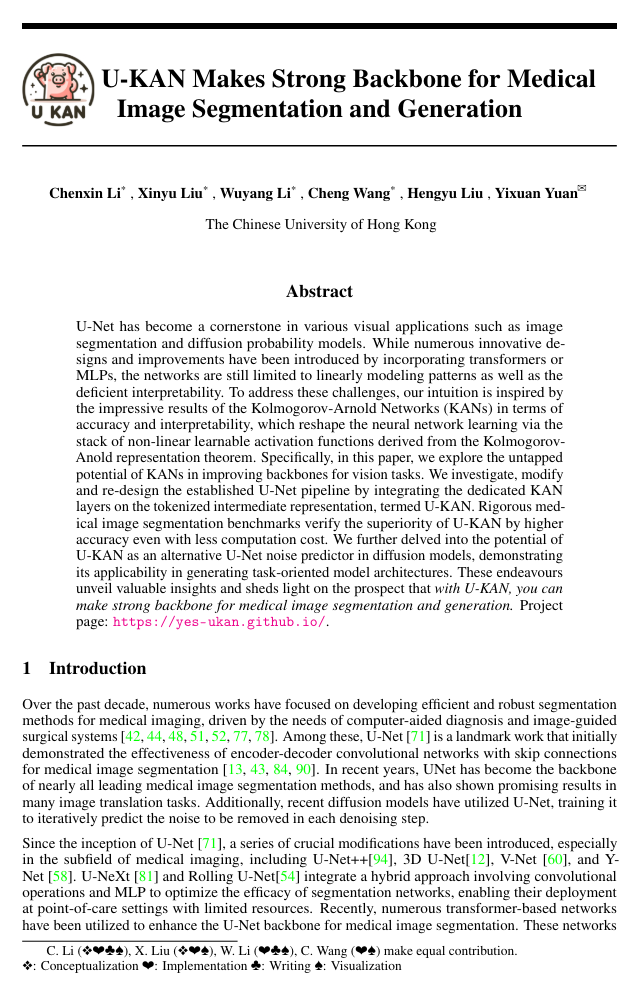 U KAN
U-KAN Makes Strong Backbone for Medical
Image Segmentation and Generation
Chenxin Li* , Xinyu Liu* , Wuyang Li* , Cheng Wang* , Hengyu Liu , Yixuan Yuan✉
The Chinese University of Hong Kong
Abstract
U-Net has become a cornerstone in various visual applications such as image
segmentation and diffusion probability models. While numerous innovative de-
signs and improvements have been introduced by incorporating transformers or
MLPs, the networks are still limited to linearly modeling patterns as well as the
deficient interpretability. To address these challenges, our intuition is inspired by
the impressive results of the Kolmogorov-Arnold Networks (KANs) in terms of
accuracy and interpretability, which reshape the neural network learning via the
stack of non-linear learnable activation functions derived from the Kolmogorov-
Anold representation theorem. Specifically, in this paper, we explore the untapped
potential of KANs in improving backbones for vision tasks. We investigate, modify
and re-design the established U-Net pipeline by integrating the dedicated KAN
layers on the tokenized intermediate representation, termed U-KAN. Rigorous med-
ical image segmentation benchmarks verify the superiority of U-KAN by higher
accuracy even with less computation cost. We further delved into the potential of
U-KAN as an alternative U-Net noise predictor in diffusion models, demonstrating
its applicability in generating task-oriented model architectures. These endeavours
unveil valuable insights and sheds light on the prospect that with U-KAN, you can
make strong backbone for medical image segmentation and generation. Project
page: https://yes-ukan.github.io/.
1 Introduction
Over the past decade, numerous works have focused on developing efficient and robust segmentation
methods for medical imaging, driven by the needs of computer-aided diagnosis and image-guided
surgical systems [42, 44, 48, 51, 52, 77, 78]. Among these, U-Net [71] is a landmark work that initially
demonstrated the effectiveness of encoder-decoder convolutional networks with skip connections
for medical image segmentation [13, 43, 84, 90]. In recent years, UNet has become the backbone
of nearly all leading medical image segmentation methods, and has also shown promising results in
many image translation tasks. Additionally, recent diffusion models have utilized U-Net, training it
to iteratively predict the noise to be removed in each denoising step.
Since the inception of U-Net [71], a series of crucial modifications have been introduced, especially
in the subfield of medical imaging, including U-Net++[94], 3D U-Net[12], V-Net [60], and Y-
Net [58]. U-NeXt [81] and Rolling U-Net[54] integrate a hybrid approach involving convolutional
operations and MLP to optimize the efficacy of segmentation networks, enabling their deployment
at point-of-care settings with limited resources. Recently, numerous transformer-based networks
have been utilized to enhance the U-Net backbone for medical image segmentation. These networks
C. Li (❖❤♣♠), X. Liu (❖❤♠), W. Li (❤♣♠), C. Wang (❤♠) make equal contribution.
❖: Conceptualization ❤: Implementation ♣: Writing ♠: Visualization